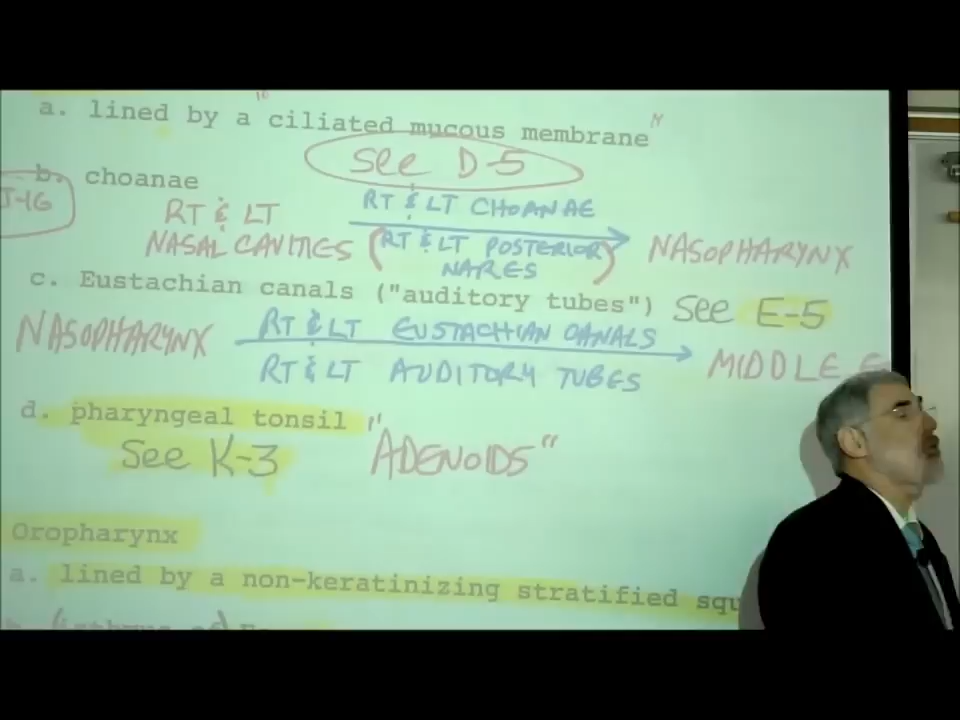 a. lined by a "ciliated mucous membrane"
See D-5
b. choanae
J-16
RT & LT NASAL CAVITIES
RT & LT CHOANAE
(RT & LT POSTERIOR NARES)
NASOPHARYNX
c. Eustachian canals ("auditory tubes") See E-5
NASOPHARYNX
RT & LT EUSTACHIAN CANALS
RT & LT AUDITORY TUBES
MIDDLE
d. pharyngeal tonsil
See K-3 "ADENOIDS"
Oropharynx
a. lined by a non-keratinizing stratified